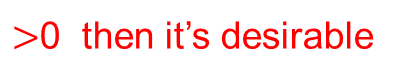 >0  then it’s desirable